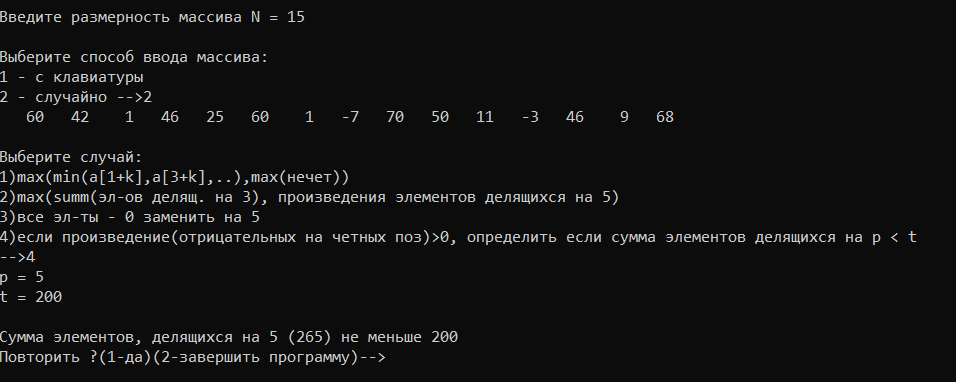 Введите размерность массива N = 15
Выберите способ ввода массива:
1 - с клавиатуры
2 - случайно -->2
60 42 1 46 25 60 1 -7 70 50 11 -3 46 9 68
Выберите случай:
1)max(min(a[1+k],a[3+k],..),max(нечет))
2)max(summ(эл-ов делящ. на 3), произведения элементов делящихся на 5)
3)все эл-ты - 0 заменить на 5
4)если произведение(отрицательных на четных поз)>0, определить если сумма элементов делящихся на p < t
-->4
p = 5
t = 200
Сумма элементов, делящихся на 5 (265) не меньше 200
Повторить ?(1-да)(2-завершить программу)-->